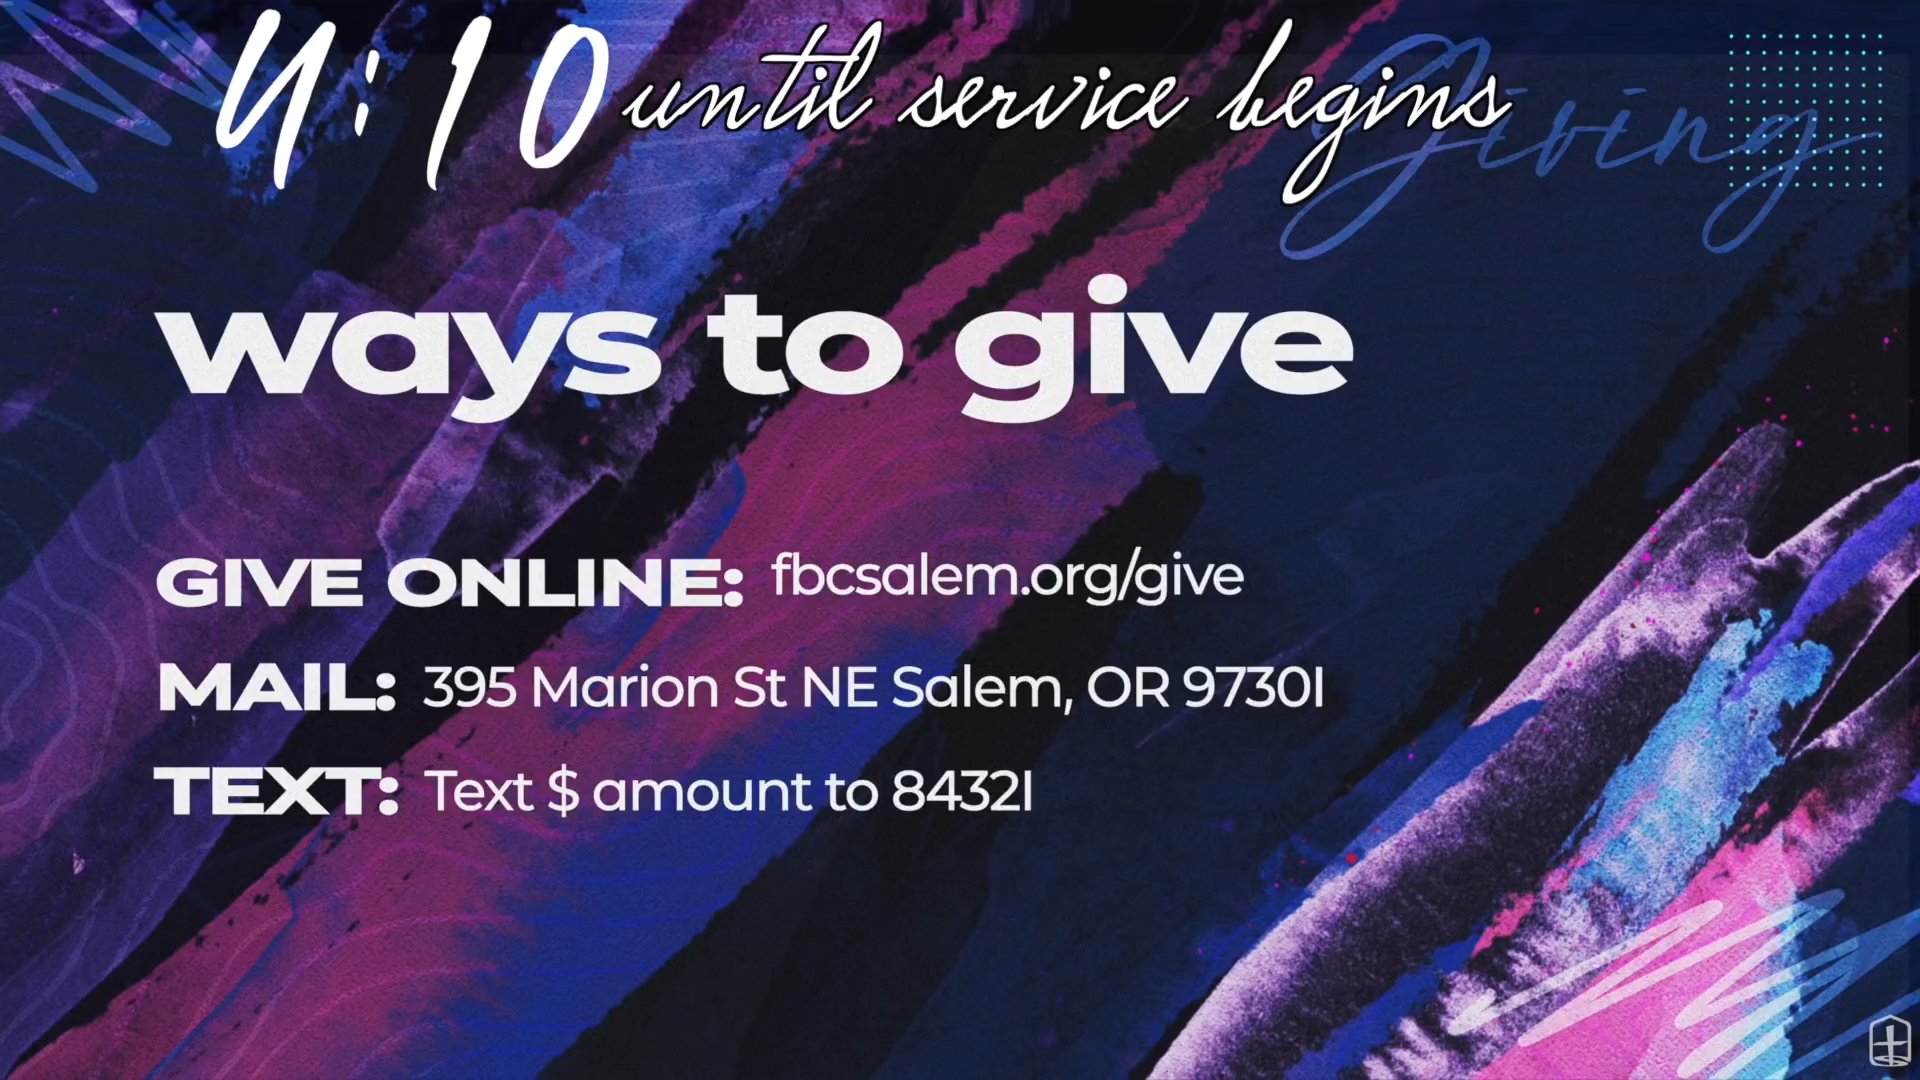 4:10 until service begins
Giving
ways to give
GIVE ONLINE: fbcsalem.org/give
MAIL: 395 Marion St NE Salem, OR 97301
TEXT: Text $ amount to 84321